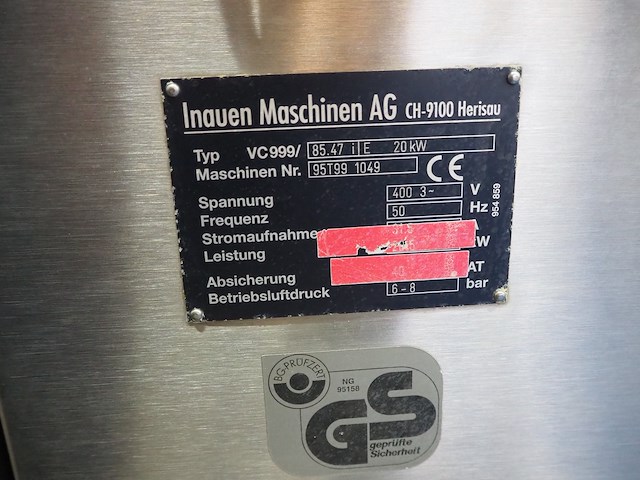 Inauen Maschinen AG CH-9100 Herisau
Typ VC999/ 85.47 i E 20 kW
Maschinen Nr. 95T99 1049 CE
Spannung 400 3~ V
Frequenz 50 Hz
Stromaufnahme A
Leistung W
Absicherung 40 AT
Betriebsluftdruck 6-8 bar
954 859
BG-PRÜFZERT
NG
95158
GS
geprüfte
Sicherheit